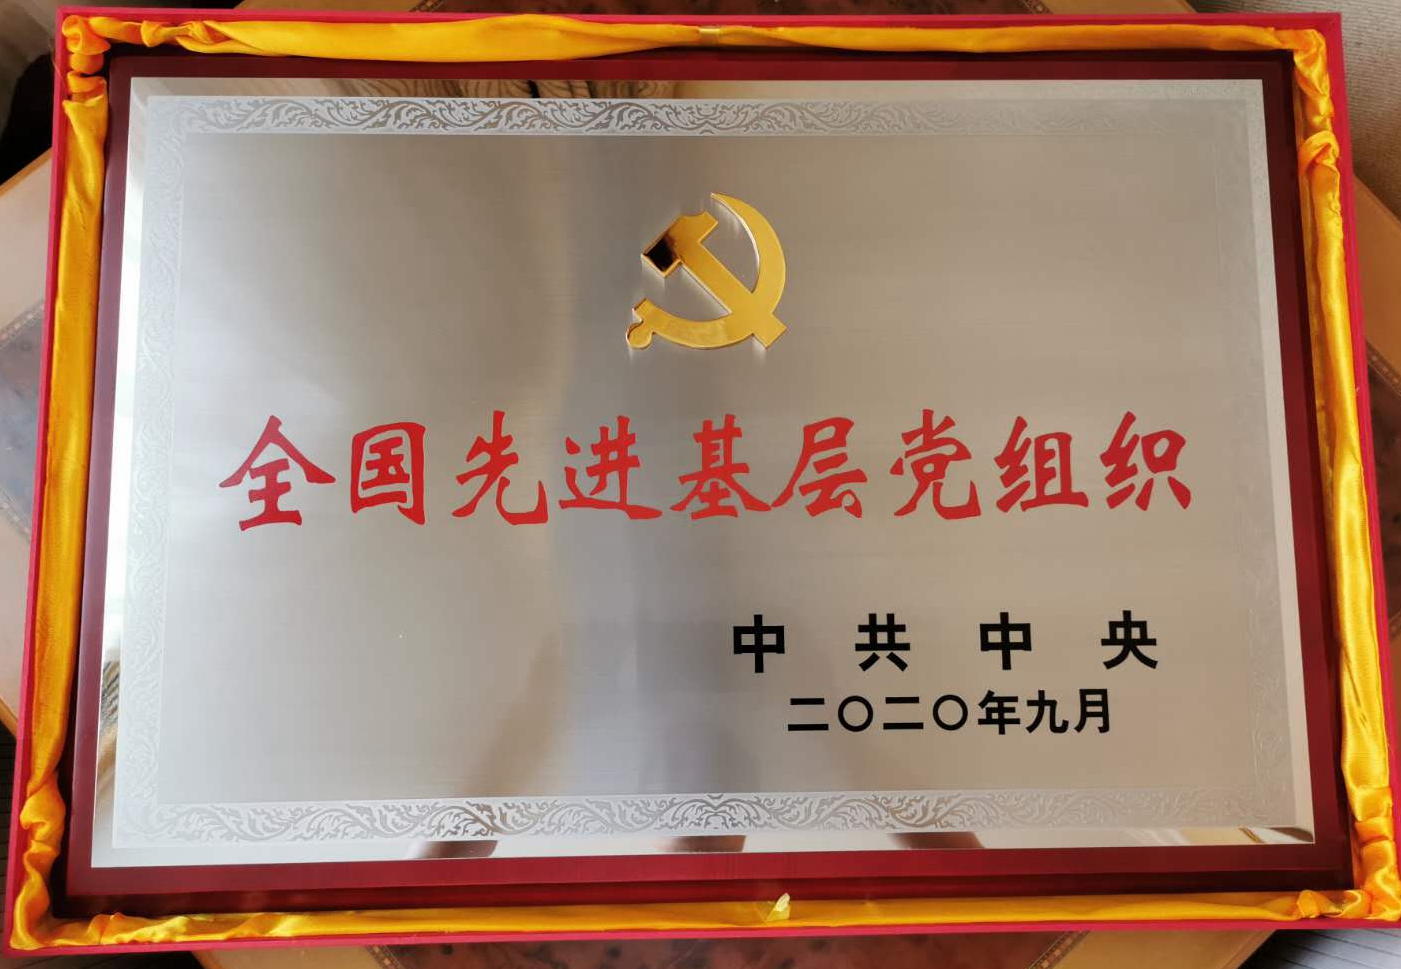 全国先进基层党组织
中共中央
二〇二〇年九月